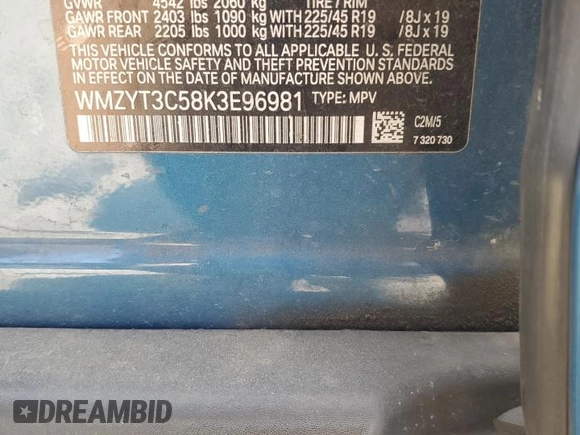 GVWR 4542 lbs 2060 kg TIRE / RIM
GAWR FRONT 2403 lbs 1090 kg WITH 225/45 R19 / 8J x 19
GAWR REAR 2205 lbs 1000 kg WITH 225/45 R19 / 8J x 19
THIS VEHICLE CONFORMS TO ALL APPLICABLE U. S. FEDERAL
MOTOR VEHICLE SAFETY, BUMPER,
AND THEFT PREVENTION STANDARDS IN EFFECT ON THE
DATE OF MANUFACTURE SHOWN ABOVE.
WMZYT3C58K3E96981 TYPE: MPV
C2M/5
7 320 730
DREAMBID